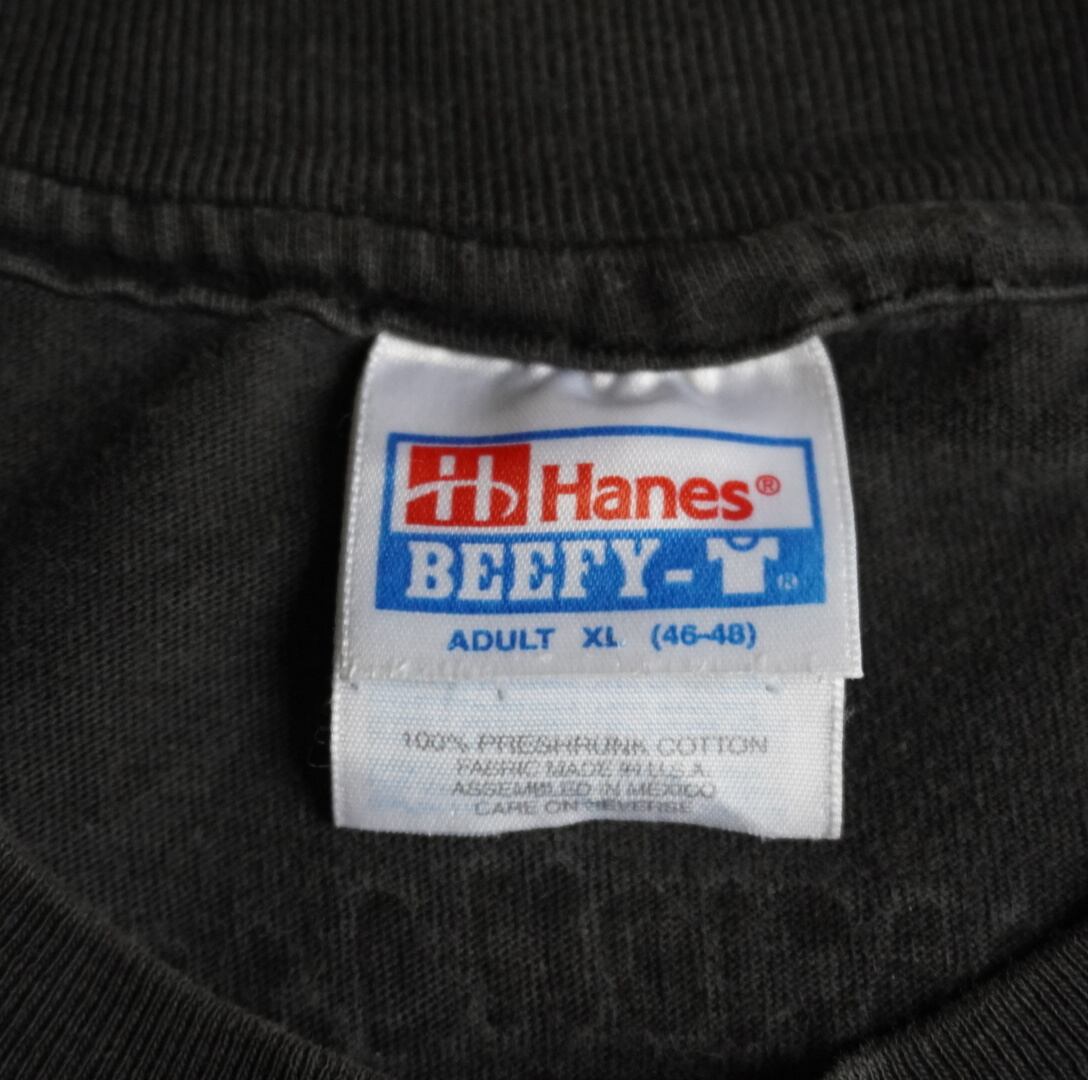 Hanes®
BEEFY-T®
ADULT XL (46-48)
100% PRESHRUNK COTTON
FABRIC MADE IN U.S.A.
ASSEMBLED IN MEXICO
CARE ON REVERSE